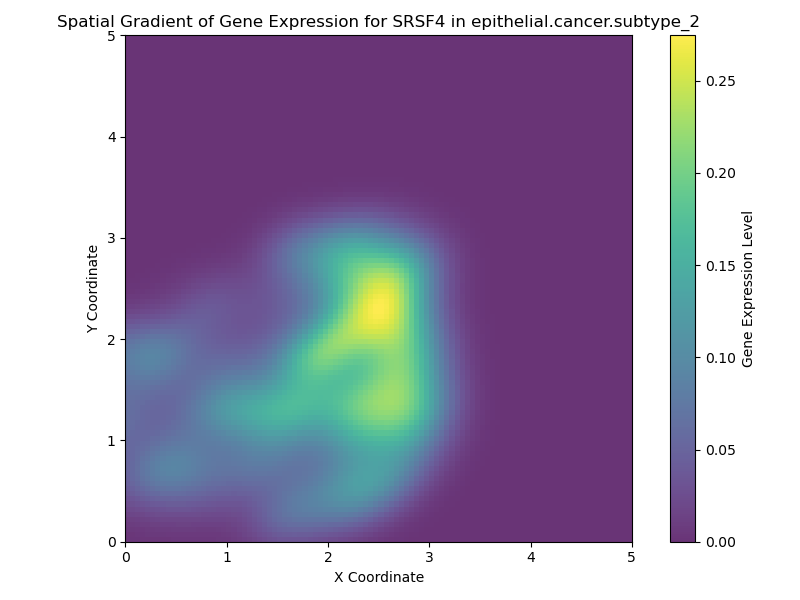 Spatial Gradient of Gene Expression for SRSF4 in epithelial.cancer.subtype_2
5
4
3
2
1
0
Y Coordinate
0 1 2 3 4 5
X Coordinate
0.25
0.20
0.15
0.10
0.05
0.00
Gene Expression Level